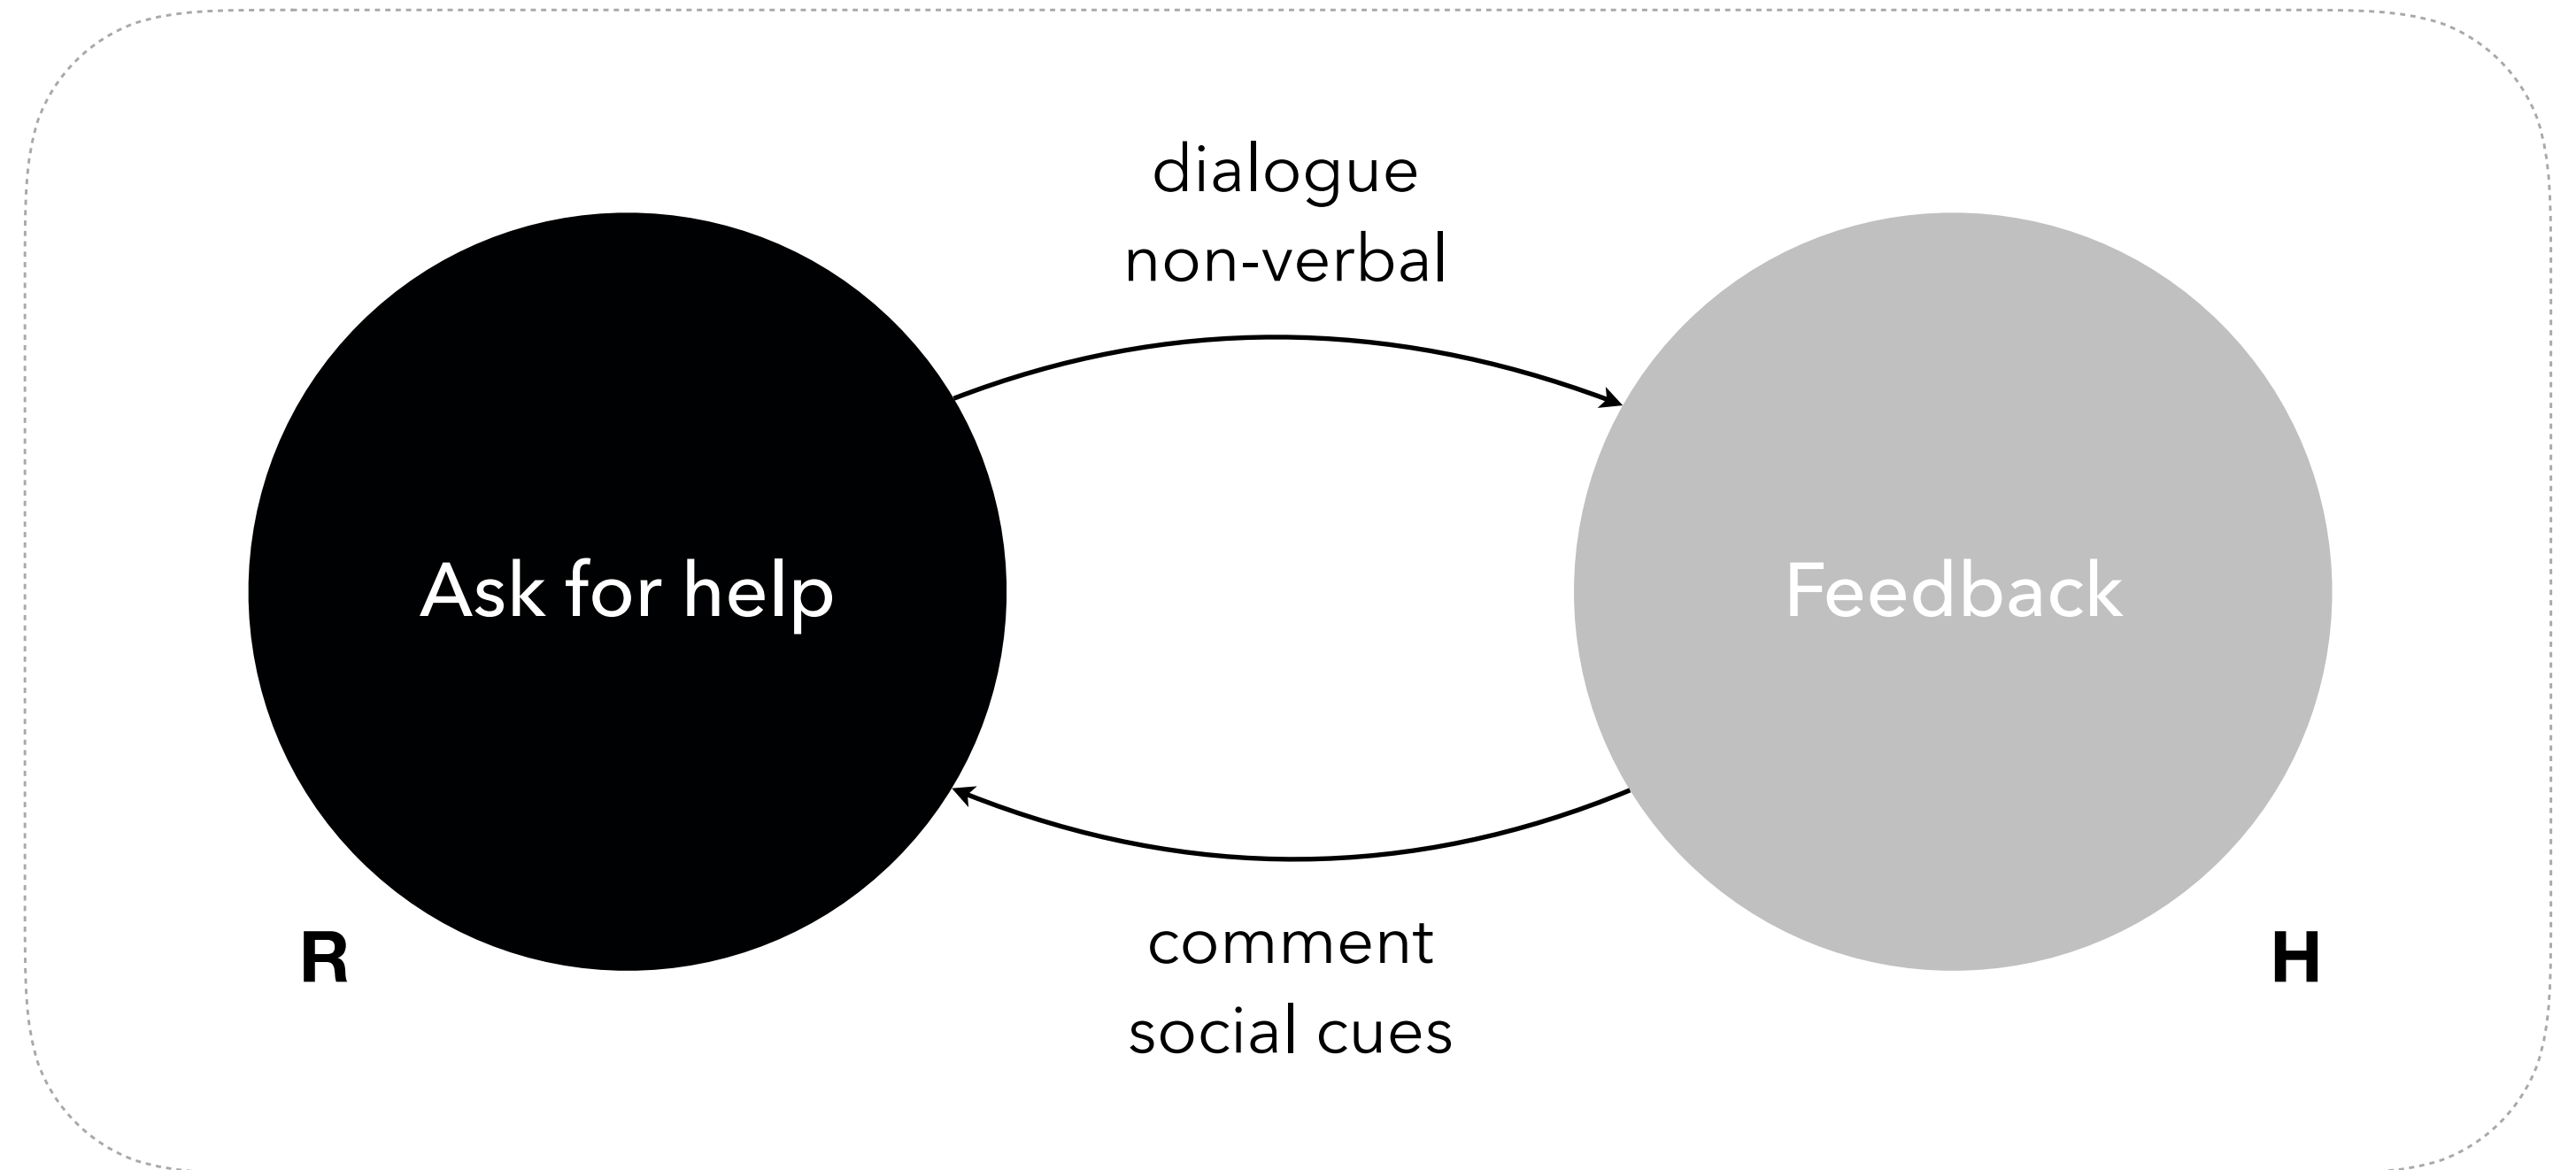 dialogue
non-verbal
Ask for help
Feedback
R
H
comment
social cues